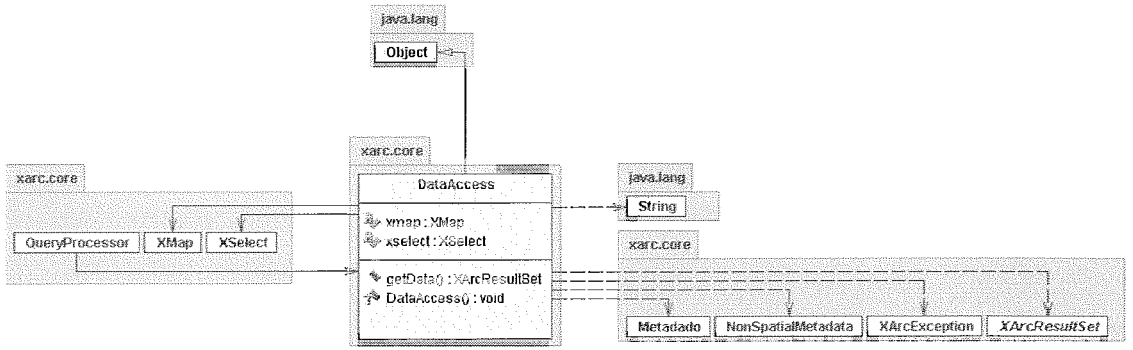 java.lang
Object
xarc.core
QueryProcessor
XMap
XSelect
xarc.core
DataAccess
xmap : XMap
xselect : XSelect
getData() : XArcResultSet
DataAccess() : void
java.lang
String
xarc.core
Metadado
NonSpatialMetadata
XArcException
XArcResultSet